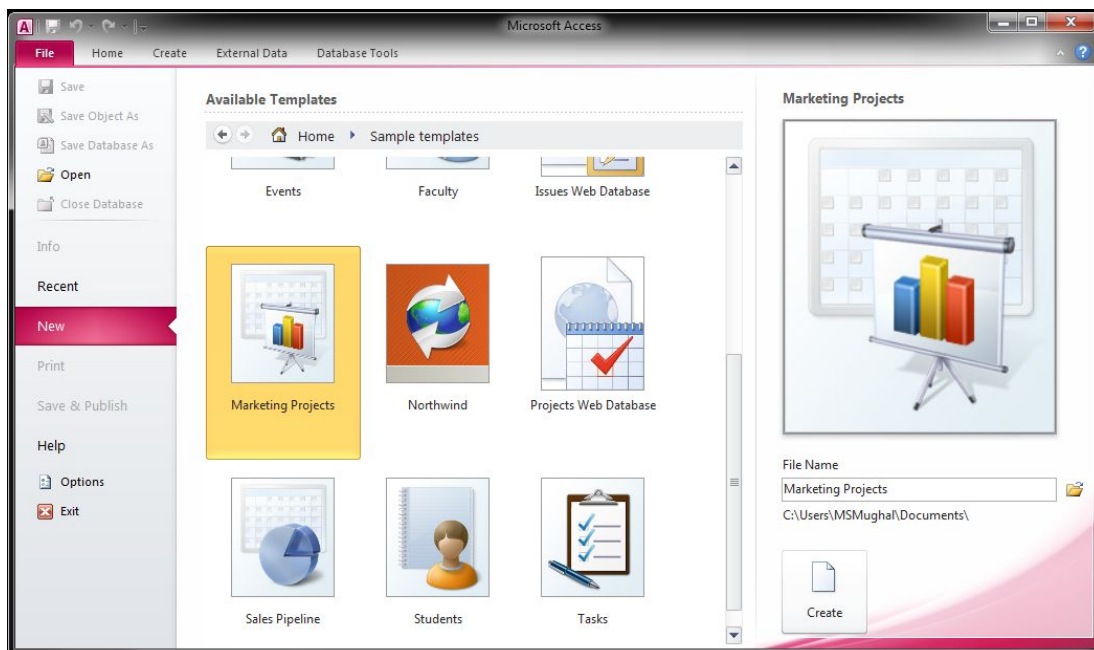 A
Microsoft Access
File Home Create External Data Database Tools
Save
Save Object As
Save Database As
Open
Close Database
Info
Recent
New
Print
Save & Publish
Help
Options
Exit
Available Templates
Home Sample templates
Events Faculty Issues Web Database
Marketing Projects Northwind Projects Web Database
Sales Pipeline Students Tasks
Marketing Projects
File Name
Marketing Projects
C:\Users\MSMughal\Documents\
Create